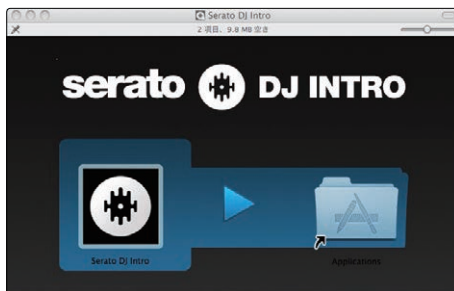 Serato DJ Intro
2 項目、9.8 MB 空き
serato DJ INTRO
Serato DJ Intro
Applications